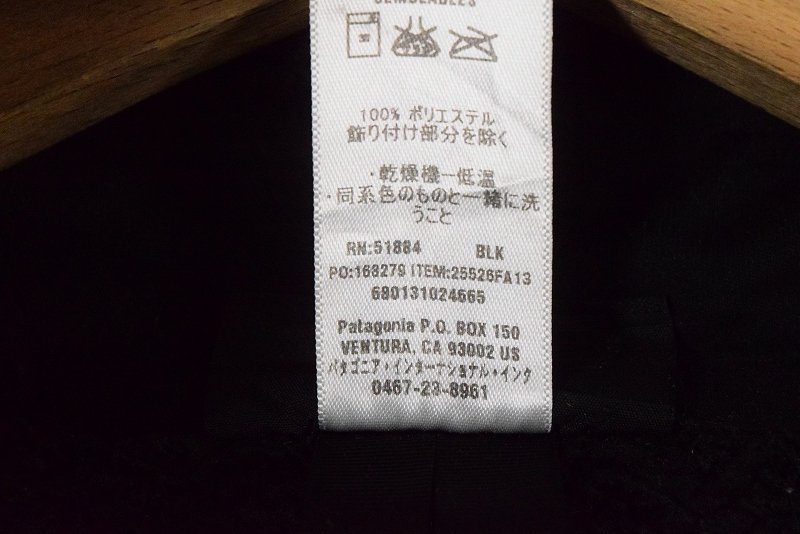 SEMBLABLES
100% ポリエステル
飾り付け部分を除く
・乾燥機－低温
・同系色のものと一緒に洗
うこと
RN:51884 BLK
PO:168279 ITEM:25526FA13
680131024665
Patagonia P.O. BOX 150
VENTURA, CA 93002 US
パタゴニア・インターナショナル・インク
0467-23-8961